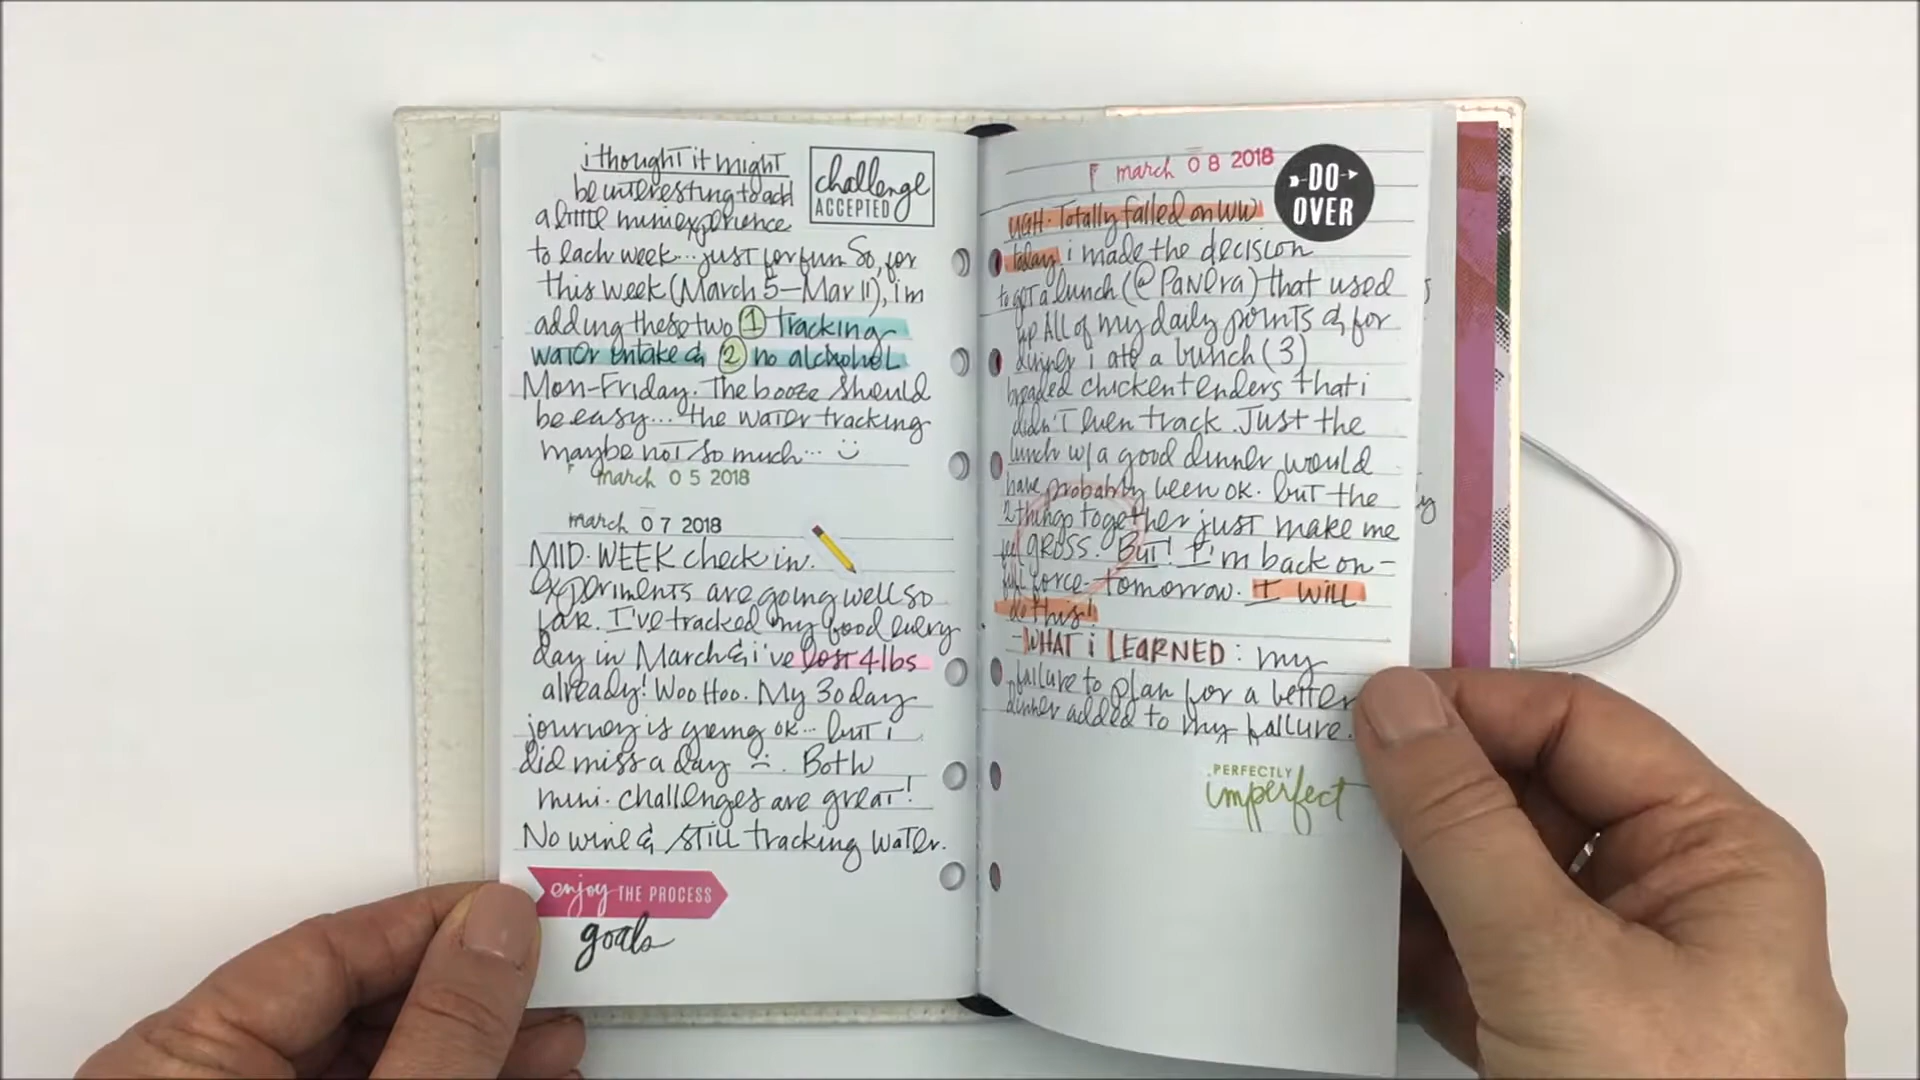 i thought it might
be interesting to add
a little mini experience
to each week... just for fun. So, for
this week (March 5—Mar 11), i'm
adding these two ① tracking
water intake & ② no alcohol
Mon-Friday. The booze should
be easy... the water tracking
maybe not so much...
march 05 2018
challenge
ACCEPTED
march 07 2018
MID-WEEK check in.
experiments are going well so
far. I've tracked my food every
day in March & i've lost 4 lbs
already! Woo Hoo. My 30 day
journey is going ok... but i
did miss a day. Both
mini-challenges are great!
No wine & still tracking water.
enjoy THE PROCESS
goals
march 08 2018
DO
OVER
UGH. Totally failed on WW
today. i made the decision
to get a lunch (@ Panera) that used
up All of my daily points & for
dinner i ate a bunch (3)
breaded chicken tenders that i
didn't even track. Just the
lunch w/ a good dinner would
have probably been ok. but the
2 things together just make me
feel GROSS. But! I'm back on-
full force-tomorrow. I will
do this!
-WHAT i LEARNED: my
failure to plan for a better
dinner added to my failure.
PERFECTLY
imperfect